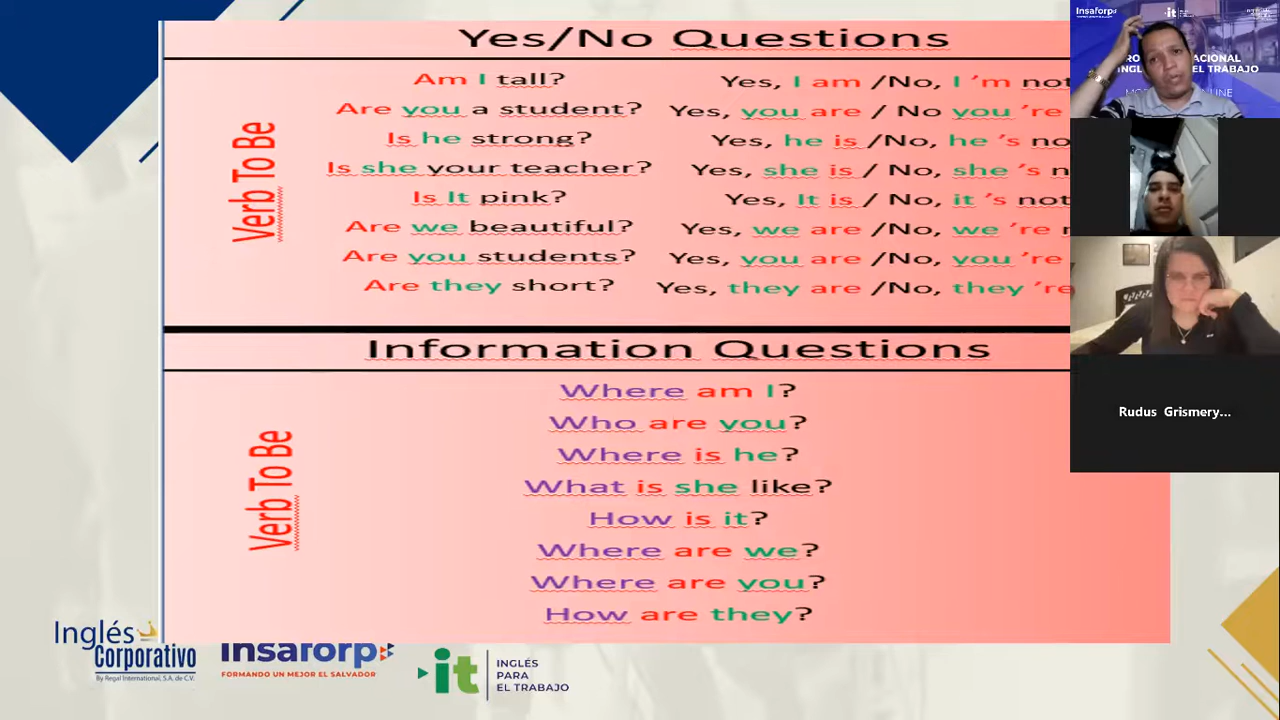 Yes/No Questions
Verb To Be
Am I tall? Yes, I am /No, I 'm not
Are you a student? Yes, you are / No you 're
Is he strong? Yes, he is /No, he 's no
Is she your teacher? Yes, she is / No, she 's n
Is It pink? Yes, It is / No, it 's not
Are we beautiful? Yes, we are /No, we 're
Are you students? Yes, you are /No, you 're
Are they short? Yes, they are /No, they 're
Information Questions
Verb To Be
Where am I?
Who are you?
Where is he?
What is she like?
How is it?
Where are we?
Where are you?
How are they?
Inglés
Corporativo
By Regal International, S.A. de C.V.
Insaforp
FORMANDO UN MEJOR EL SALVADOR
it
INGLÉS
PARA
EL TRABAJO
Insaforp
it
ACIONAL
INGL EL TRABAJO
Rudus Grismery...